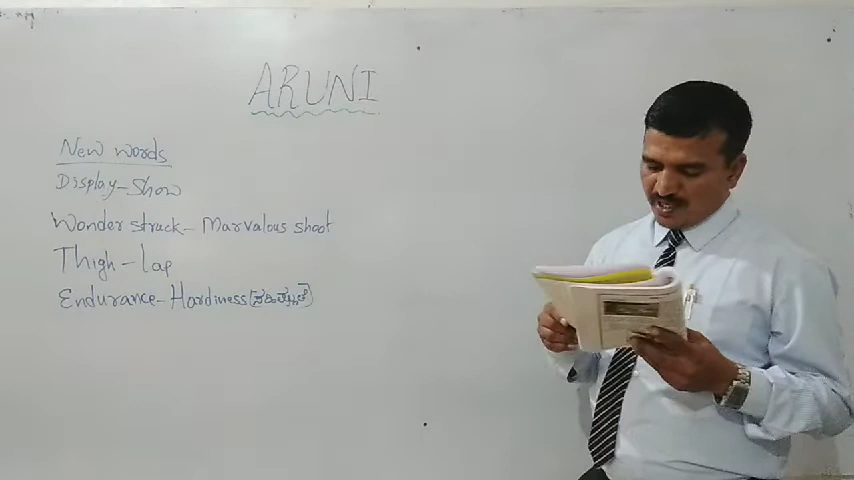 ARUNI
New words
Display-Show
Wonder struck-Marvalous shoot
Thigh-Lap
Endurance-Hardiness